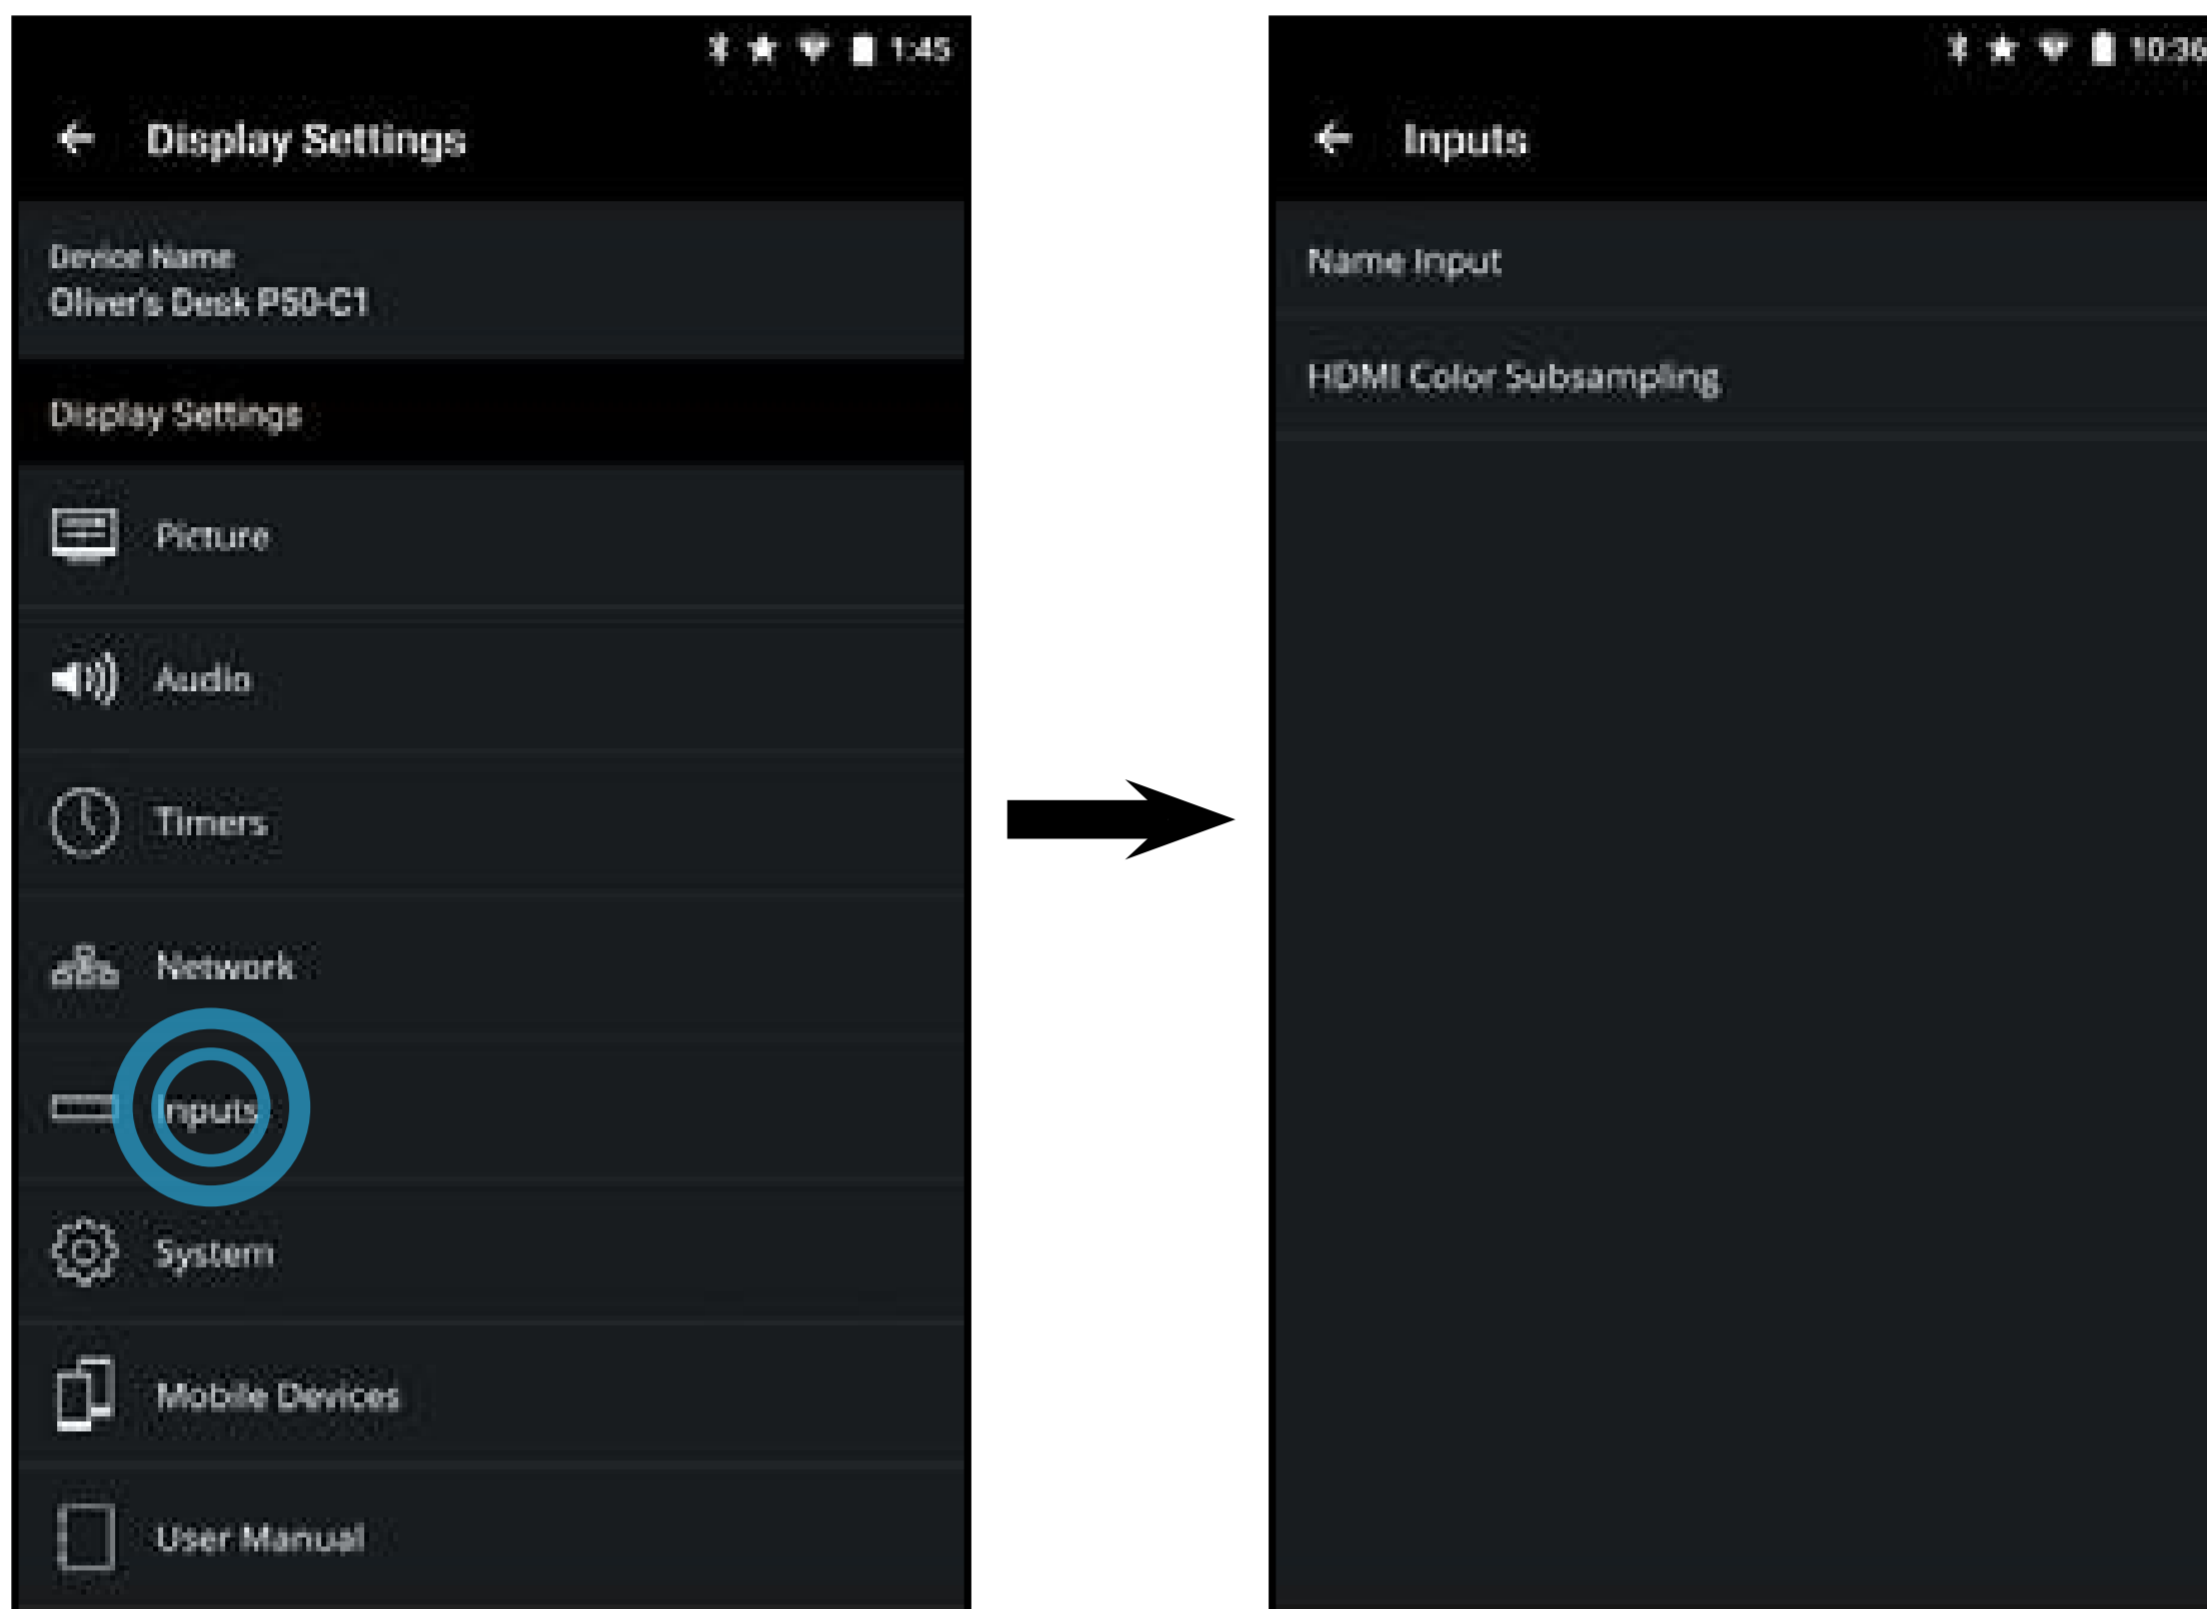 1:45
Display Settings
Device Name
Oliver's Desk P50-C1
Display Settings
Picture
Audio
Timers
Network
Inputs
System
Mobile Devices
User Manual
10:36
Inputs
Name Input
HDMI Color Subsampling